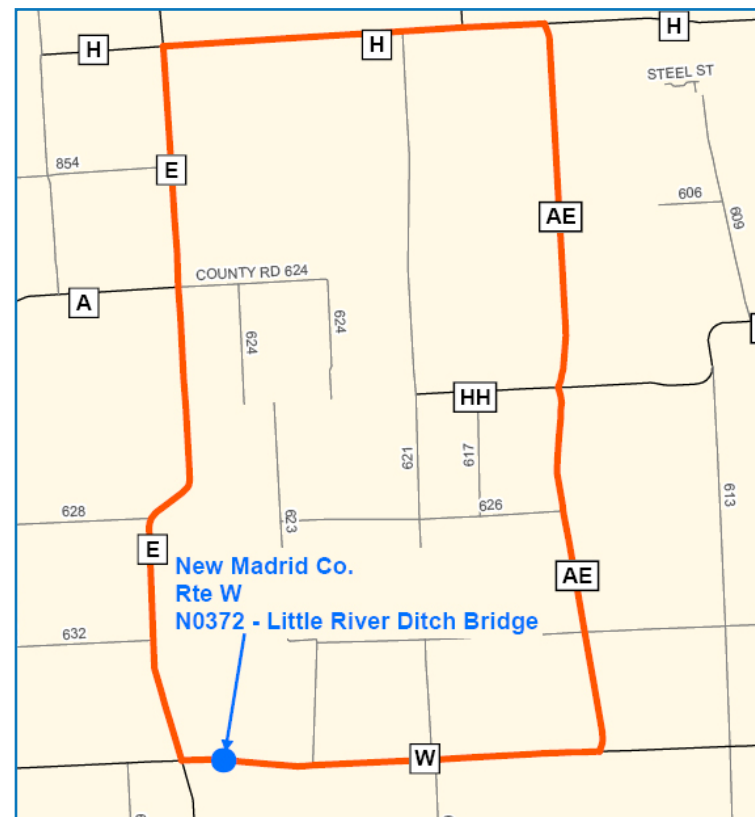 H
H
H
STEEL ST
854
E
606
609
AE
COUNTY RD 624
A
624
624
HH
621
617
613
628
623
626
E
AE
New Madrid Co.
Rte W
N0372 - Little River Ditch Bridge
632
W